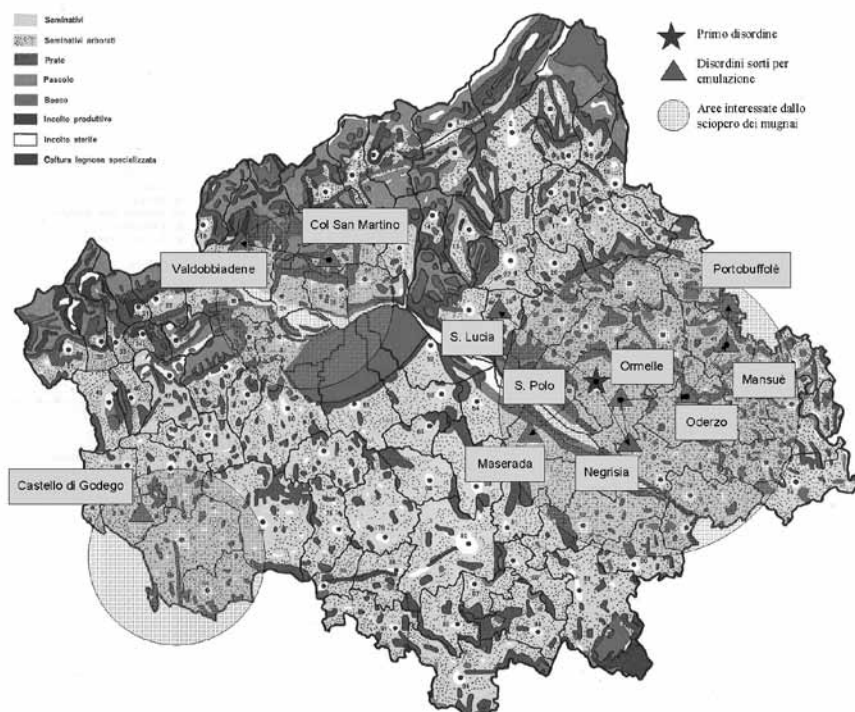 Seminativi
Seminativi arborati
Prato
Pascolo
Bosco
Incolto produttivo
Incolto sterile
Coltura legnosa specializzata
Primo disordine
Disordini sorti per
emulazione
Aree interessate dallo
sciopero dei mugnai
Col San Martino
Valdobbiadene
Portobuffolè
S. Lucia
Ormelle
S. Polo
Mansuè
Oderzo
Maserada
Negrisia
Castello di Godego